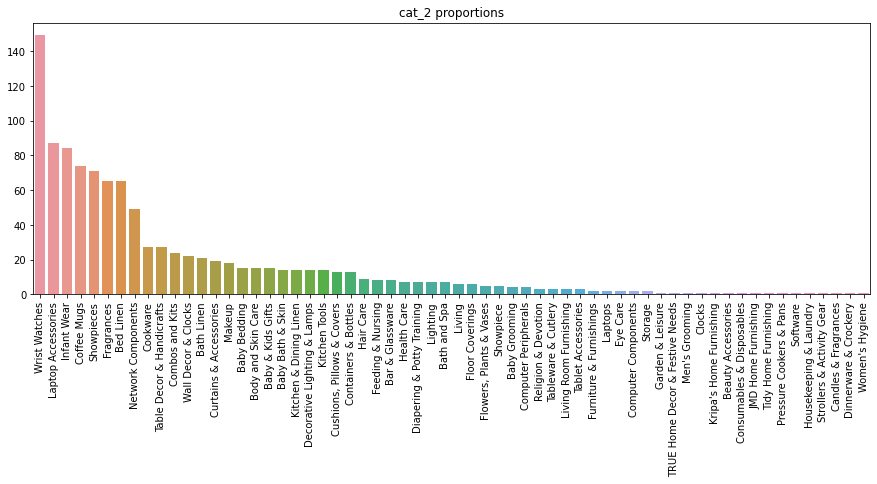 cat_2 proportions
140
120
100
80
60
40
20
0
Wrist Watches
Laptop Accessories
Infant Wear
Coffee Mugs
Showpieces
Fragrances
Bed Linen
Network Components
Cookware
Table Decor & Handicrafts
Combos and Kits
Wall Decor & Clocks
Bath Linen
Curtains & Accessories
Makeup
Baby Bedding
Body and Skin Care
Baby & Kids Gifts
Baby Bath & Skin
Kitchen & Dining Linen
Decorative Lighting & Lamps
Kitchen Tools
Cushions, Pillows & Covers
Containers & Bottles
Hair Care
Feeding & Nursing
Bar & Glassware
Health Care
Diapering & Potty Training
Lighting
Bath and Spa
Living
Floor Coverings
Flowers, Plants & Vases
Showpiece
Baby Grooming
Computer Peripherals
Religion & Devotion
Tableware & Cutlery
Living Room Furnishing
Tablet Accessories
Furniture & Furnishings
Laptops
Eye Care
Computer Components
Storage
Garden & Leisure
TRUE Home Decor & Festive Needs
Men's Grooming
Clocks
Kripa's Home Furnishing
Beauty Accessories
Consumables & Disposables
JMD Home Furnishing
Tidy Home Furnishing
Pressure Cookers & Pans
Software
Housekeeping & Laundry
Strollers & Activity Gear
Candles & Fragrances
Dinnerware & Crockery
Women's Hygiene